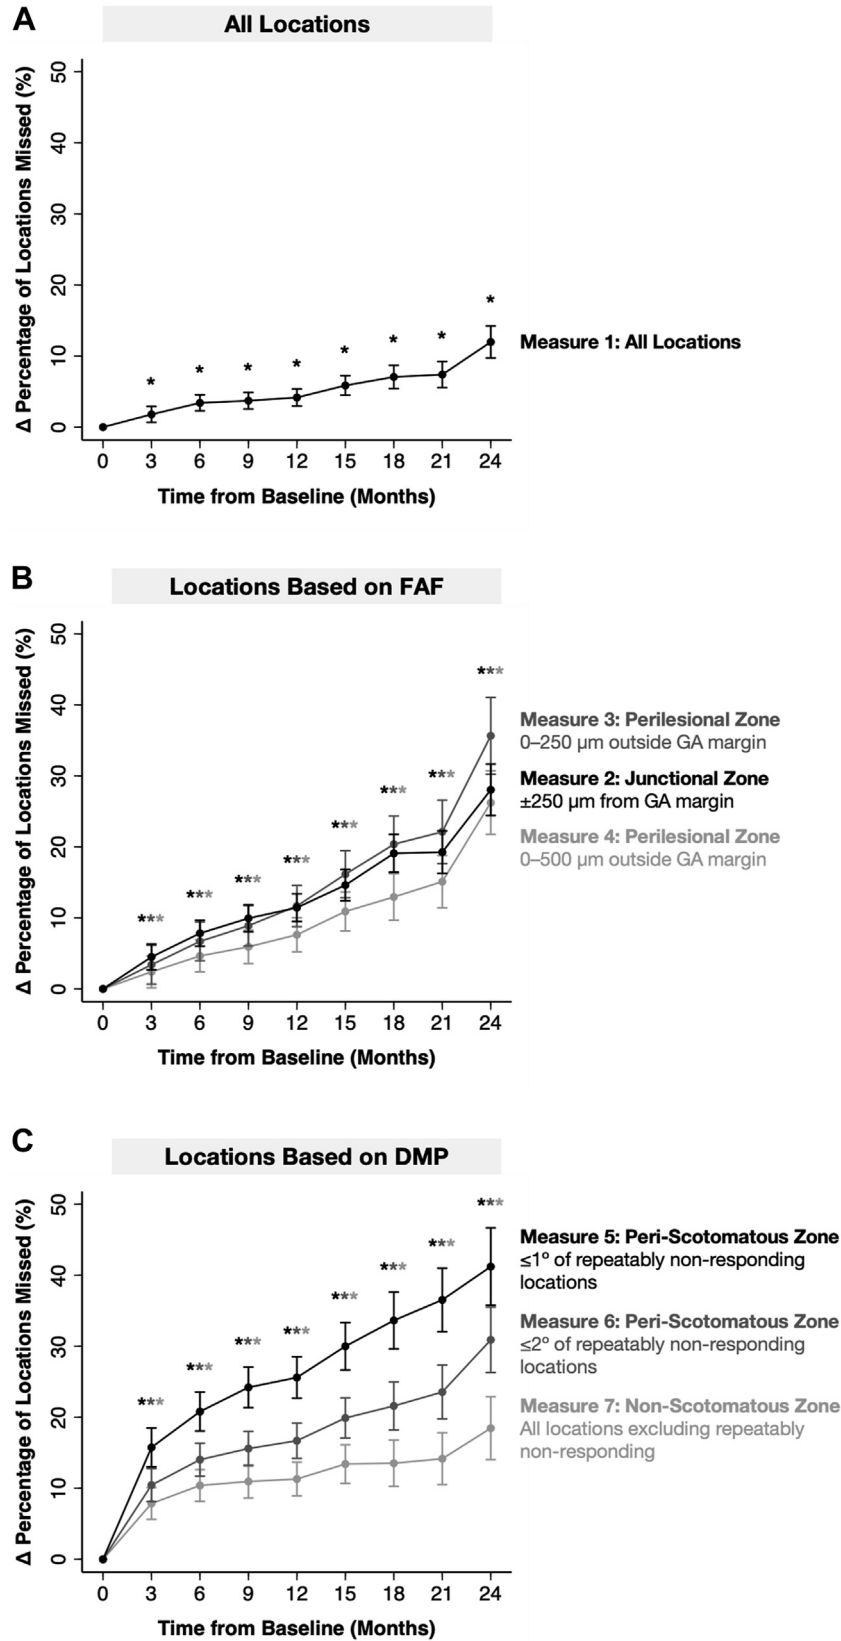 A
All Locations
Δ Percentage of Locations Missed (%)
50
40
30
20
10
0
* * * * * * * *
Measure 1: All Locations
0 3 6 9 12 15 18 21 24
Time from Baseline (Months)
B
Locations Based on FAF
Δ Percentage of Locations Missed (%)
50
40
30
20
10
0
*** *** *** *** *** *** *** ***
Measure 3: Perilesional Zone
0–250 µm outside GA margin
Measure 2: Junctional Zone
±250 µm from GA margin
Measure 4: Perilesional Zone
0–500 µm outside GA margin
0 3 6 9 12 15 18 21 24
Time from Baseline (Months)
C
Locations Based on DMP
Δ Percentage of Locations Missed (%)
50
40
30
20
10
0
*** *** *** *** *** *** *** ***
Measure 5: Peri-Scotomatous Zone
≤1º of repeatably non-responding
locations
Measure 6: Peri-Scotomatous Zone
≤2º of repeatably non-responding
locations
Measure 7: Non-Scotomatous Zone
All locations excluding repeatably
non-responding
0 3 6 9 12 15 18 21 24
Time from Baseline (Months)